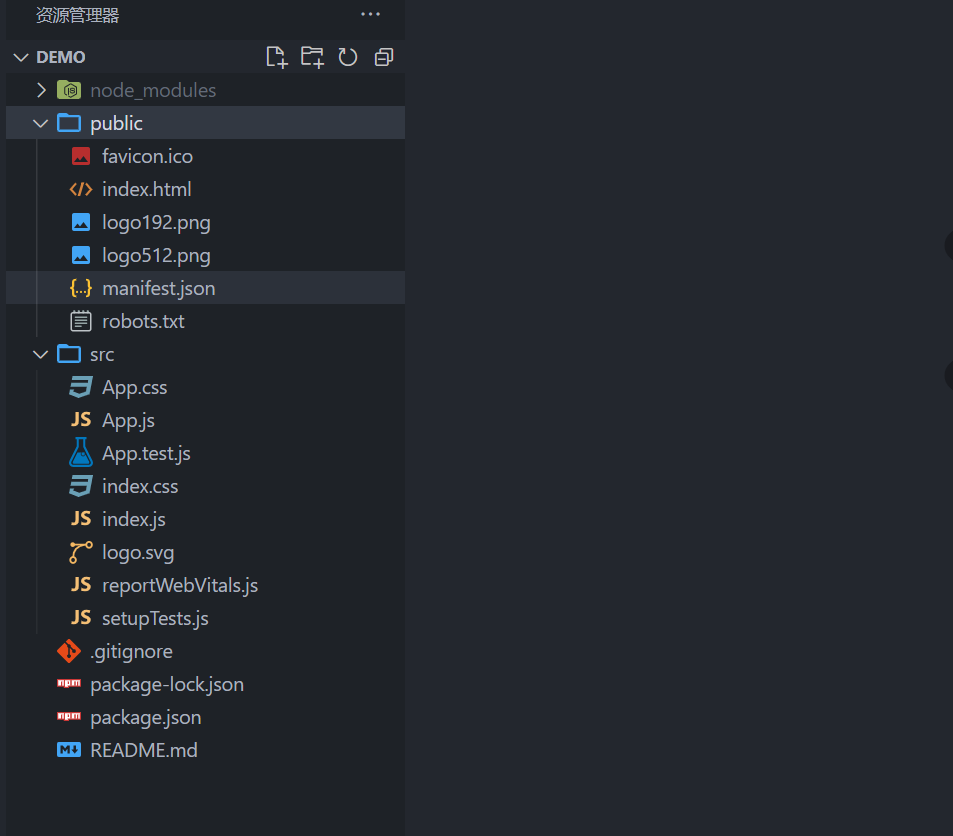 资源管理器
DEMO
node_modules
public
favicon.ico
index.html
logo192.png
logo512.png
manifest.json
robots.txt
src
App.css
App.js
App.test.js
index.css
index.js
logo.svg
reportWebVitals.js
setupTests.js
.gitignore
package-lock.json
package.json
README.md